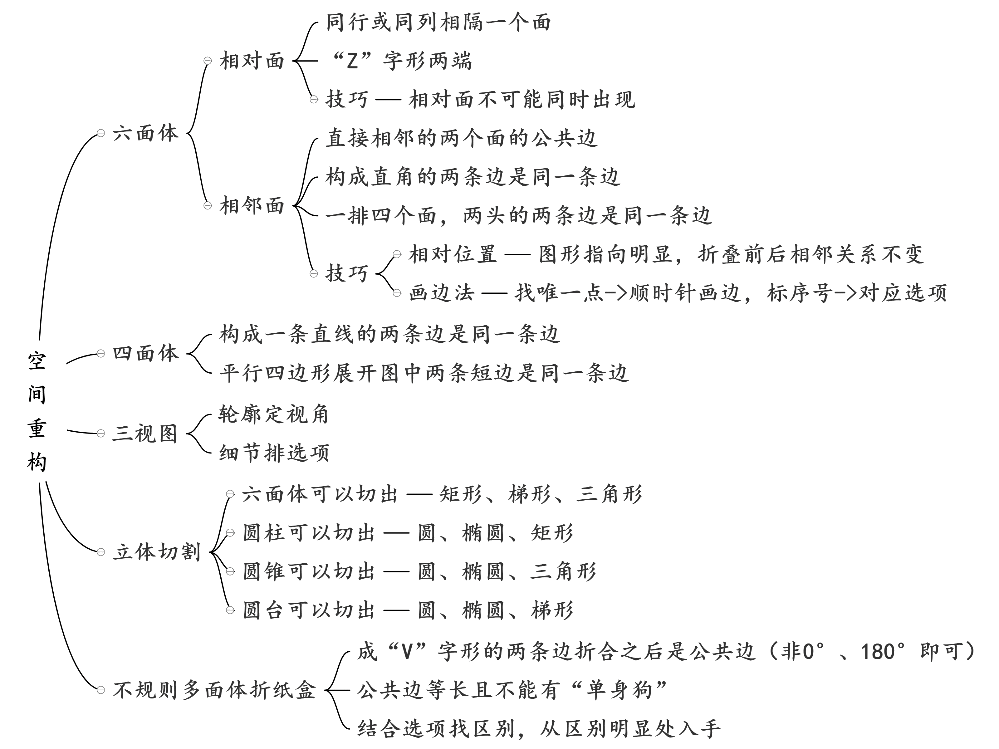 空间重构
六面体
相对面
同行或同列相隔一个面
“Z”字形两端
技巧 — 相对面不可能同时出现
相邻面
直接相邻的两个面的公共边
构成直角的两条边是同一条边
一排四个面，两头的两条边是同一条边
技巧
相对位置 — 图形指向明显，折叠前后相邻关系不变
画边法 — 找唯一点->顺时针画边，标序号->对应选项
四面体
构成一条直线的两条边是同一条边
平行四边形展开图中两条短边是同一条边
三视图
轮廓定视角
细节排选项
立体切割
六面体可以切出 — 矩形、梯形、三角形
圆柱可以切出 — 圆、椭圆、矩形
圆锥可以切出 — 圆、椭圆、三角形
圆台可以切出 — 圆、椭圆、梯形
不规则多面体折纸盒
成“V”字形的两条边折合之后是公共边（非0°、180°即可）
公共边等长且不能有“单身狗”
结合选项找区别，从区别明显处入手